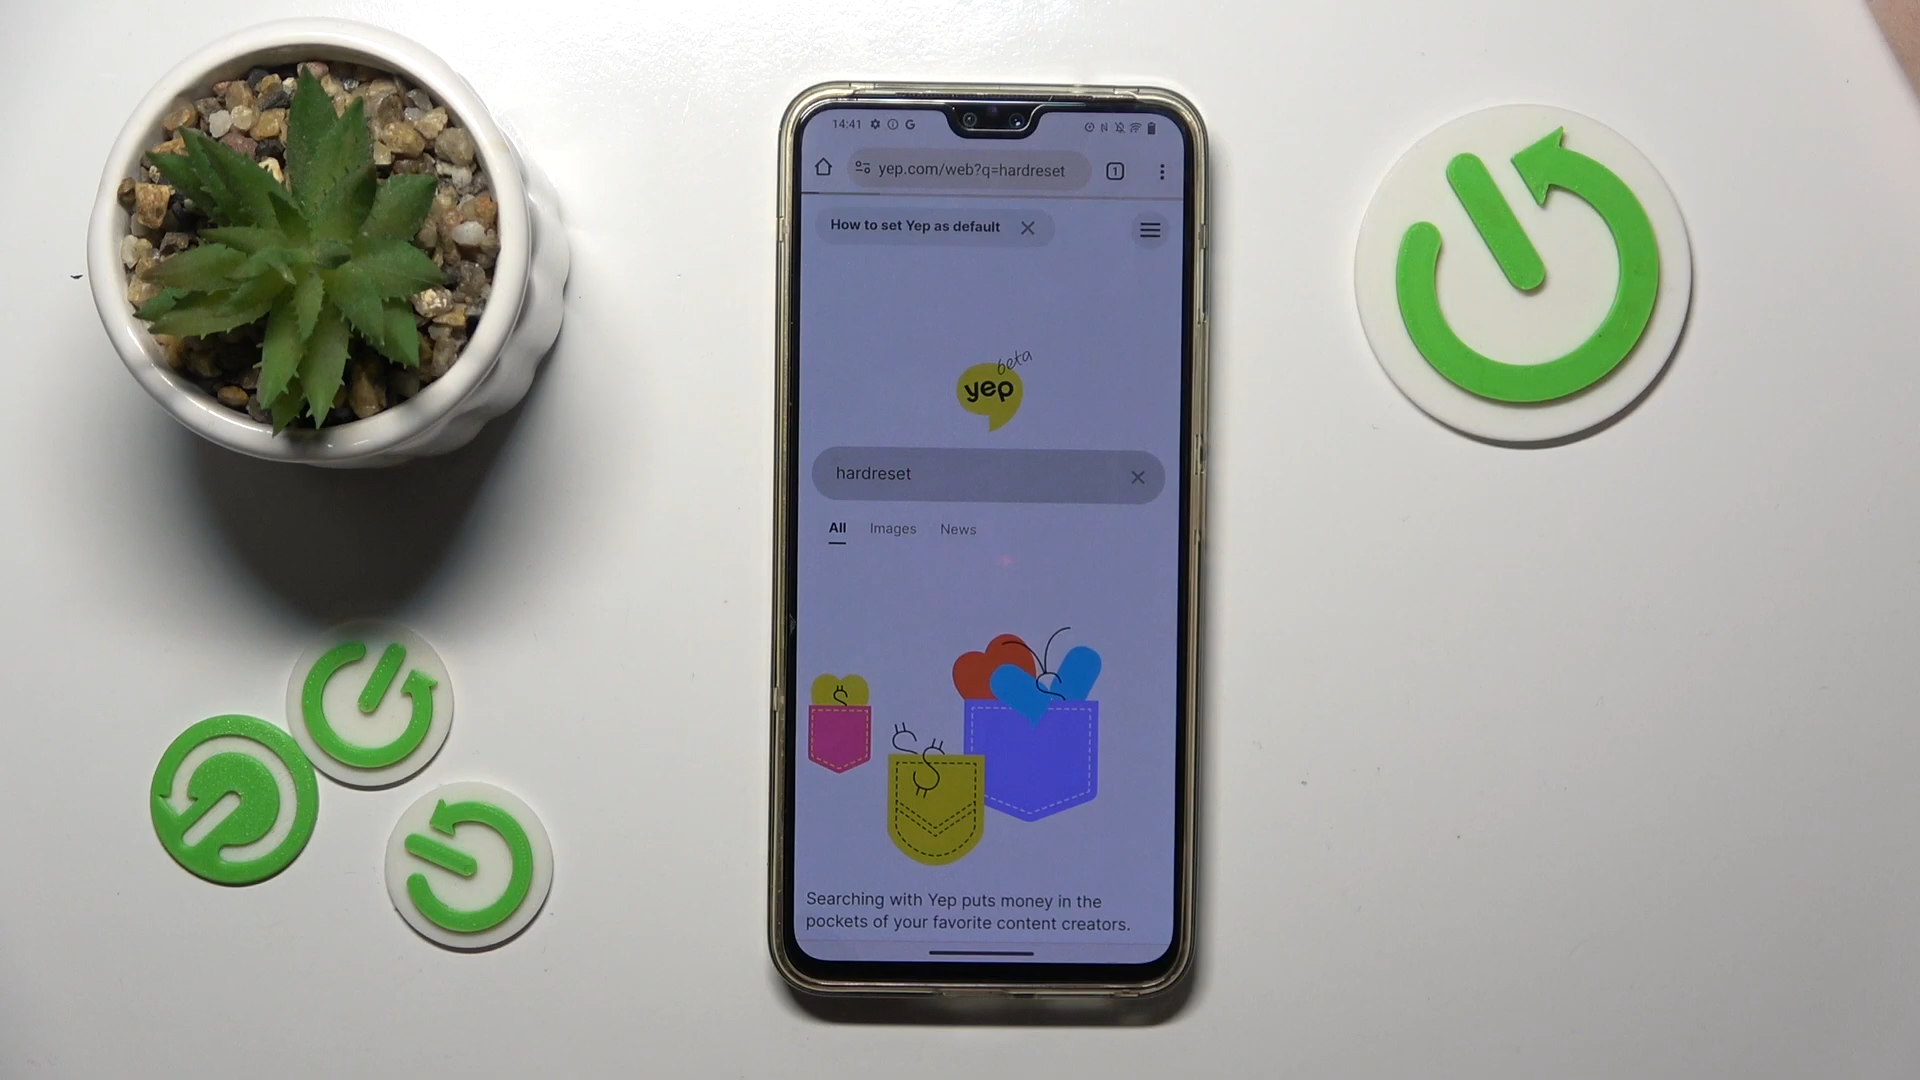 14:41
yep.com/web?q=hardreset
1
How to set Yep as default
beta
yep
hardreset
All Images News
Searching with Yep puts money in the
pockets of your favorite content creators.